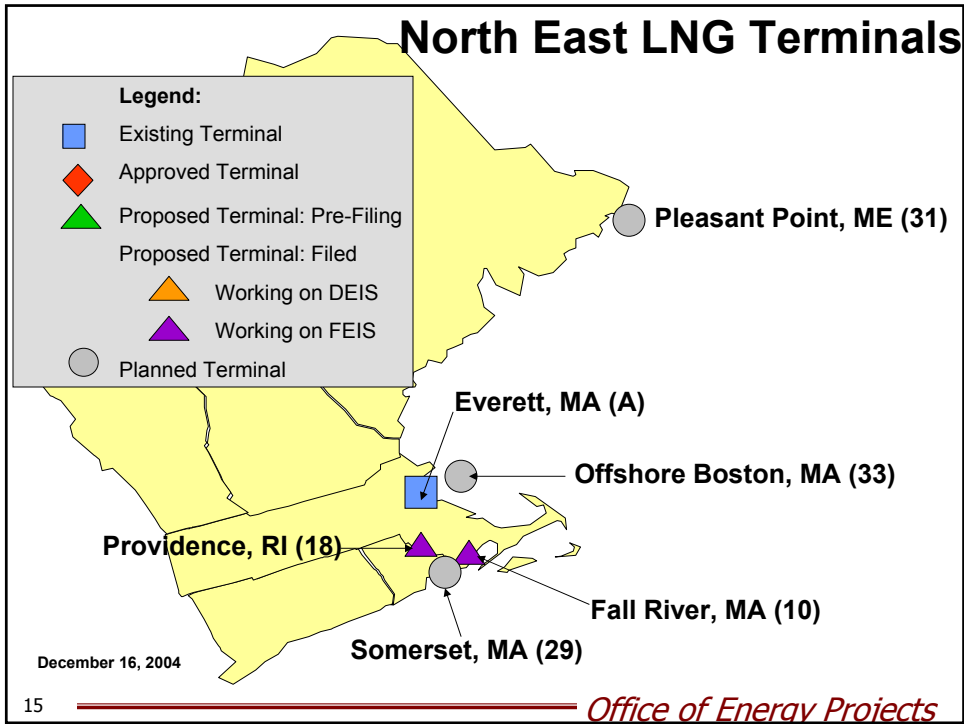 North East LNG Terminals
Legend:
Existing Terminal
Approved Terminal
Proposed Terminal: Pre-Filing
Proposed Terminal: Filed
Working on DEIS
Working on FEIS
Planned Terminal
Pleasant Point, ME (31)
Everett, MA (A)
Offshore Boston, MA (33)
Providence, RI (18)
Fall River, MA (10)
Somerset, MA (29)
December 16, 2004
15
Office of Energy Projects